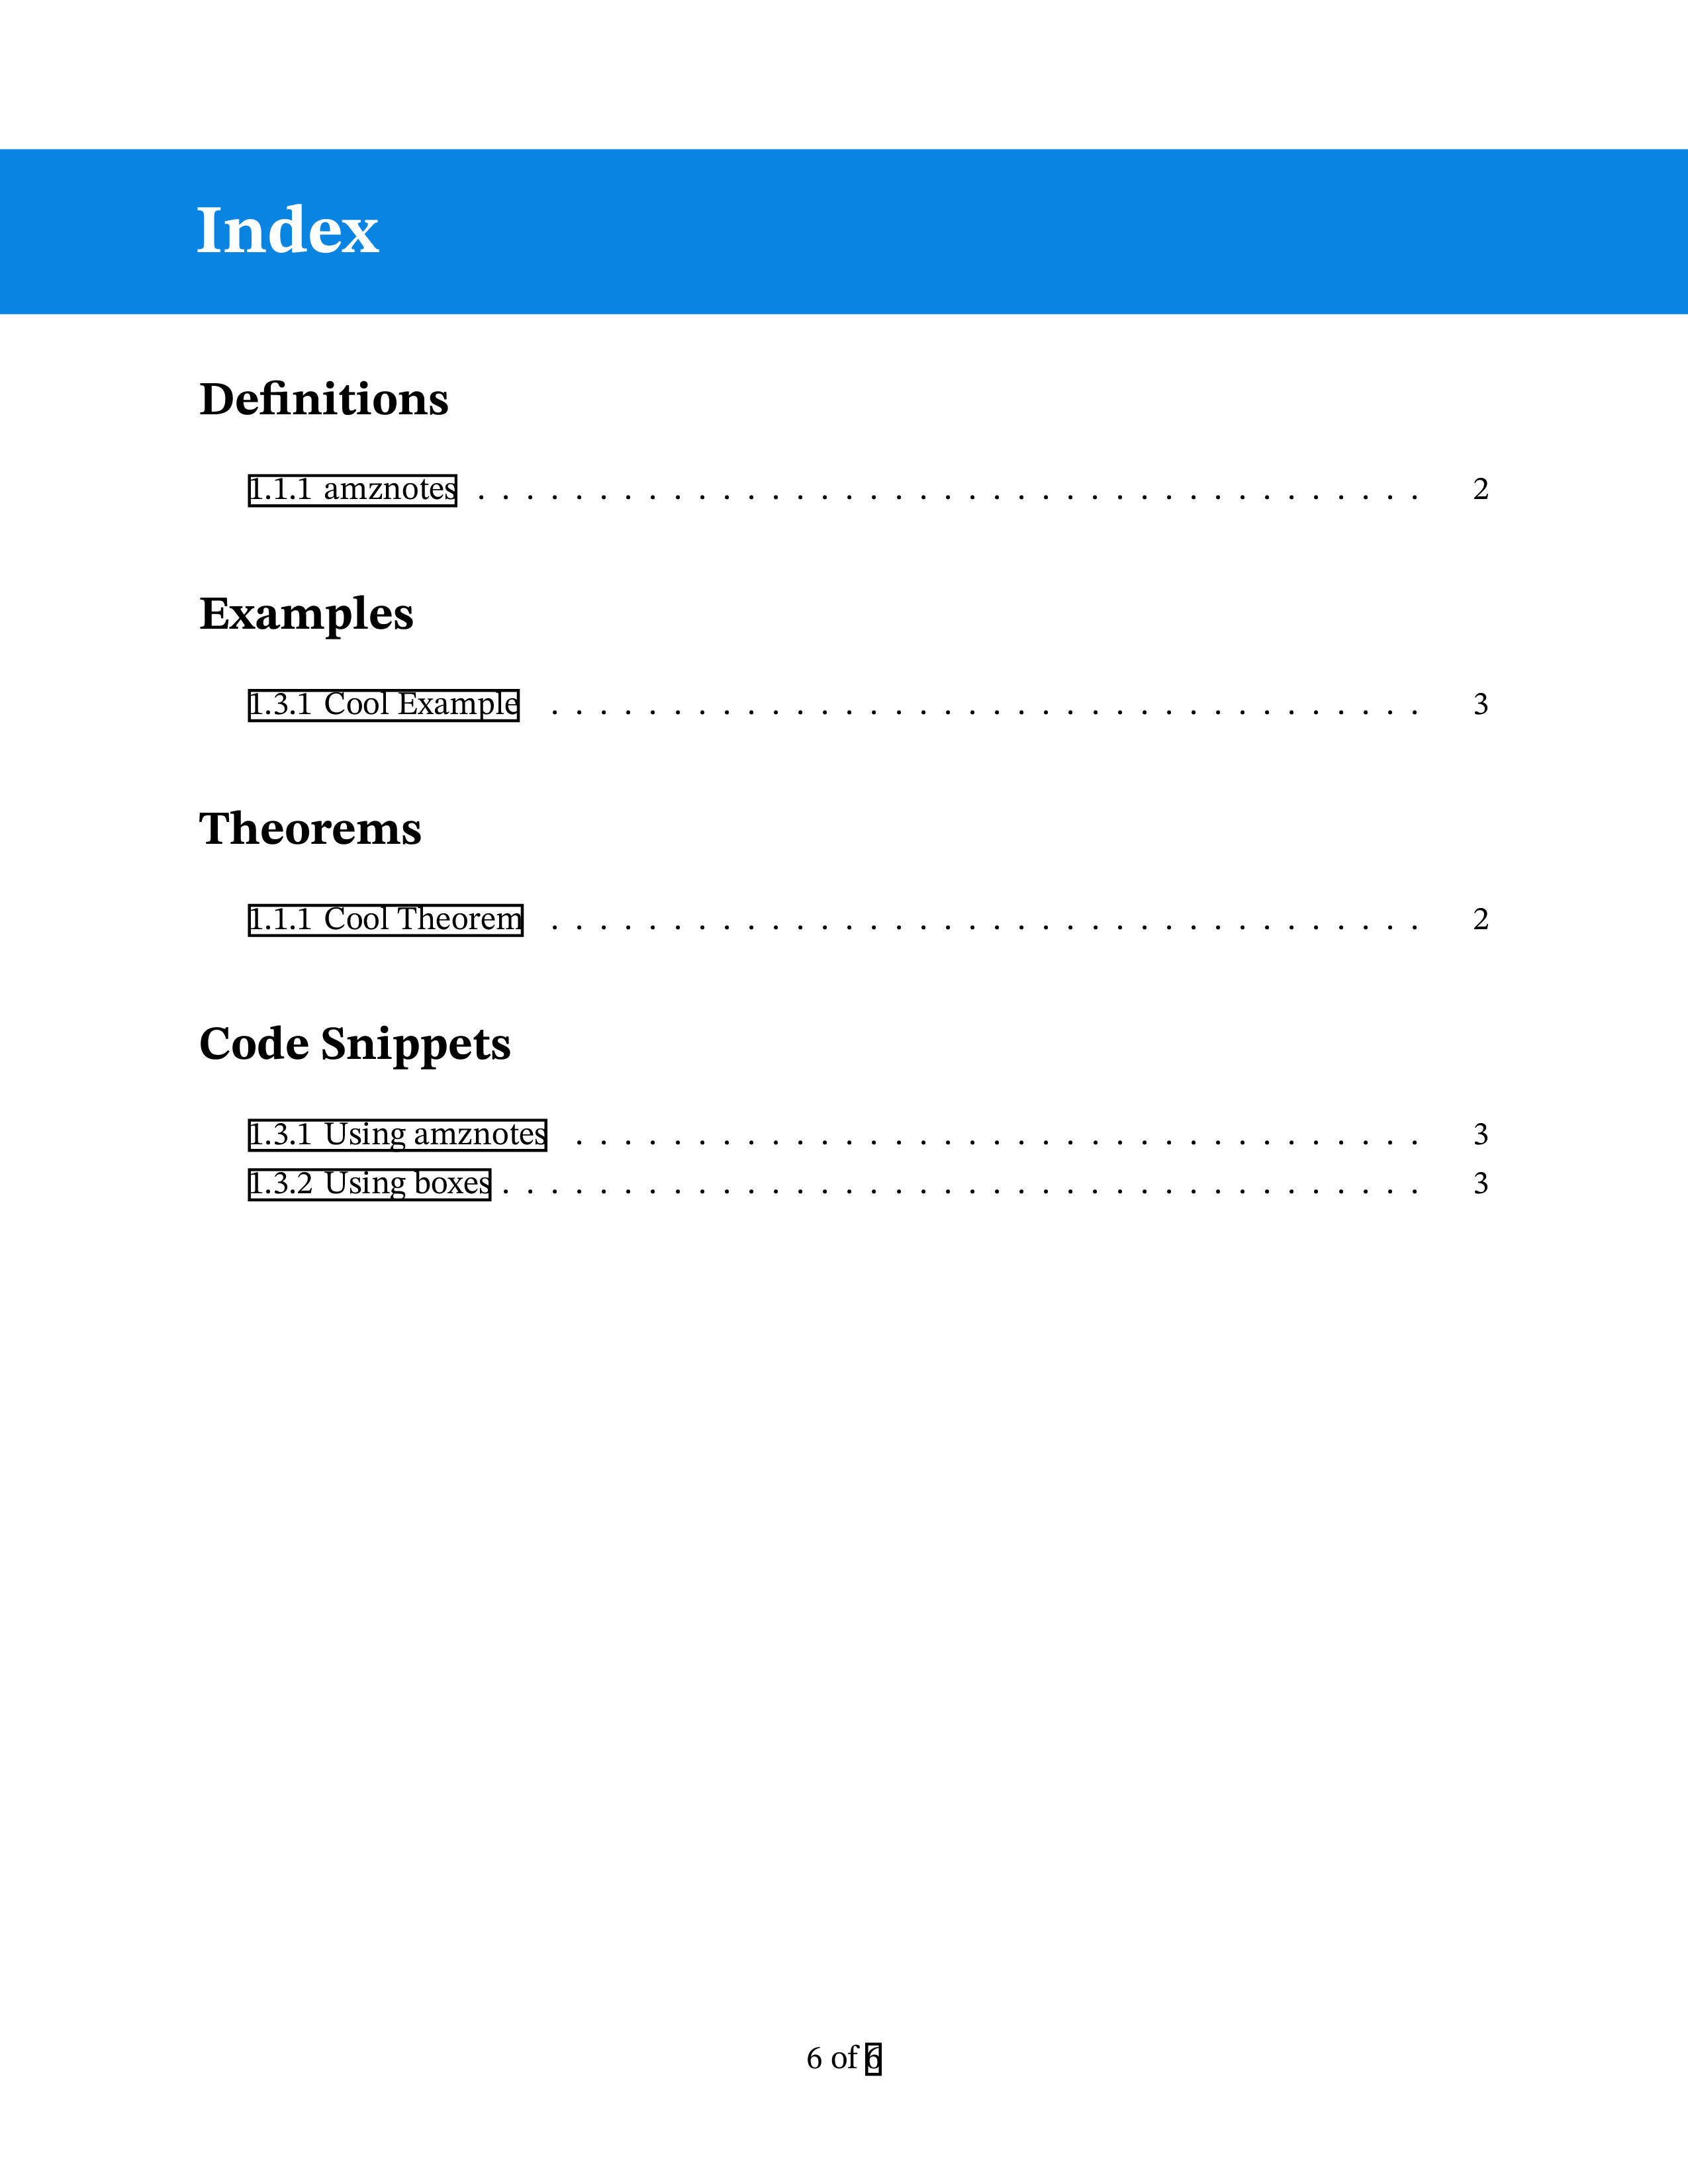 Index
Definitions
1.1.1 amznotes . . . . . . . . . . . . . . . . . . . . . . . . . . . . . . . . . . . . . . . 2
Examples
1.3.1 Cool Example . . . . . . . . . . . . . . . . . . . . . . . . . . . . . . . . . . . . 3
Theorems
1.1.1 Cool Theorem . . . . . . . . . . . . . . . . . . . . . . . . . . . . . . . . . . . . 2
Code Snippets
1.3.1 Using amznotes . . . . . . . . . . . . . . . . . . . . . . . . . . . . . . . . . . . 3
1.3.2 Using boxes . . . . . . . . . . . . . . . . . . . . . . . . . . . . . . . . . . . . . . 3
6 of 6